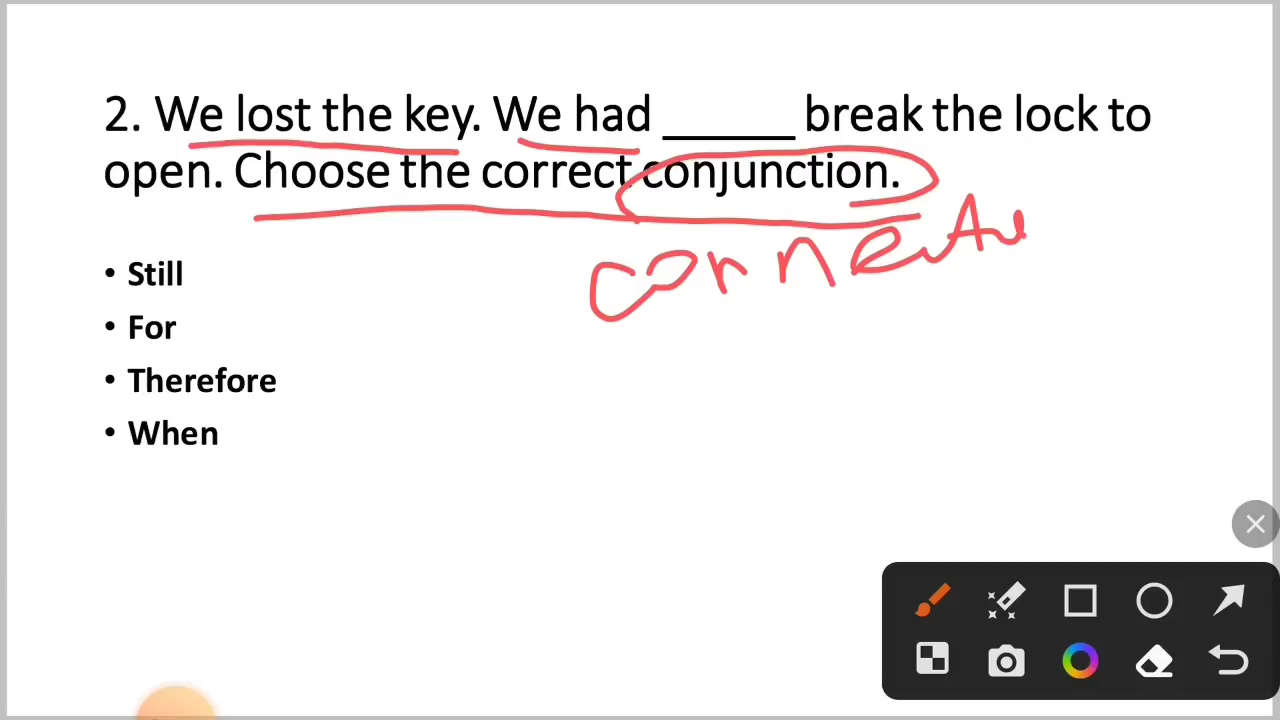 2. We lost the key. We had ______ break the lock to
open. Choose the correct conjunction.
• Still
• For
• Therefore
• When